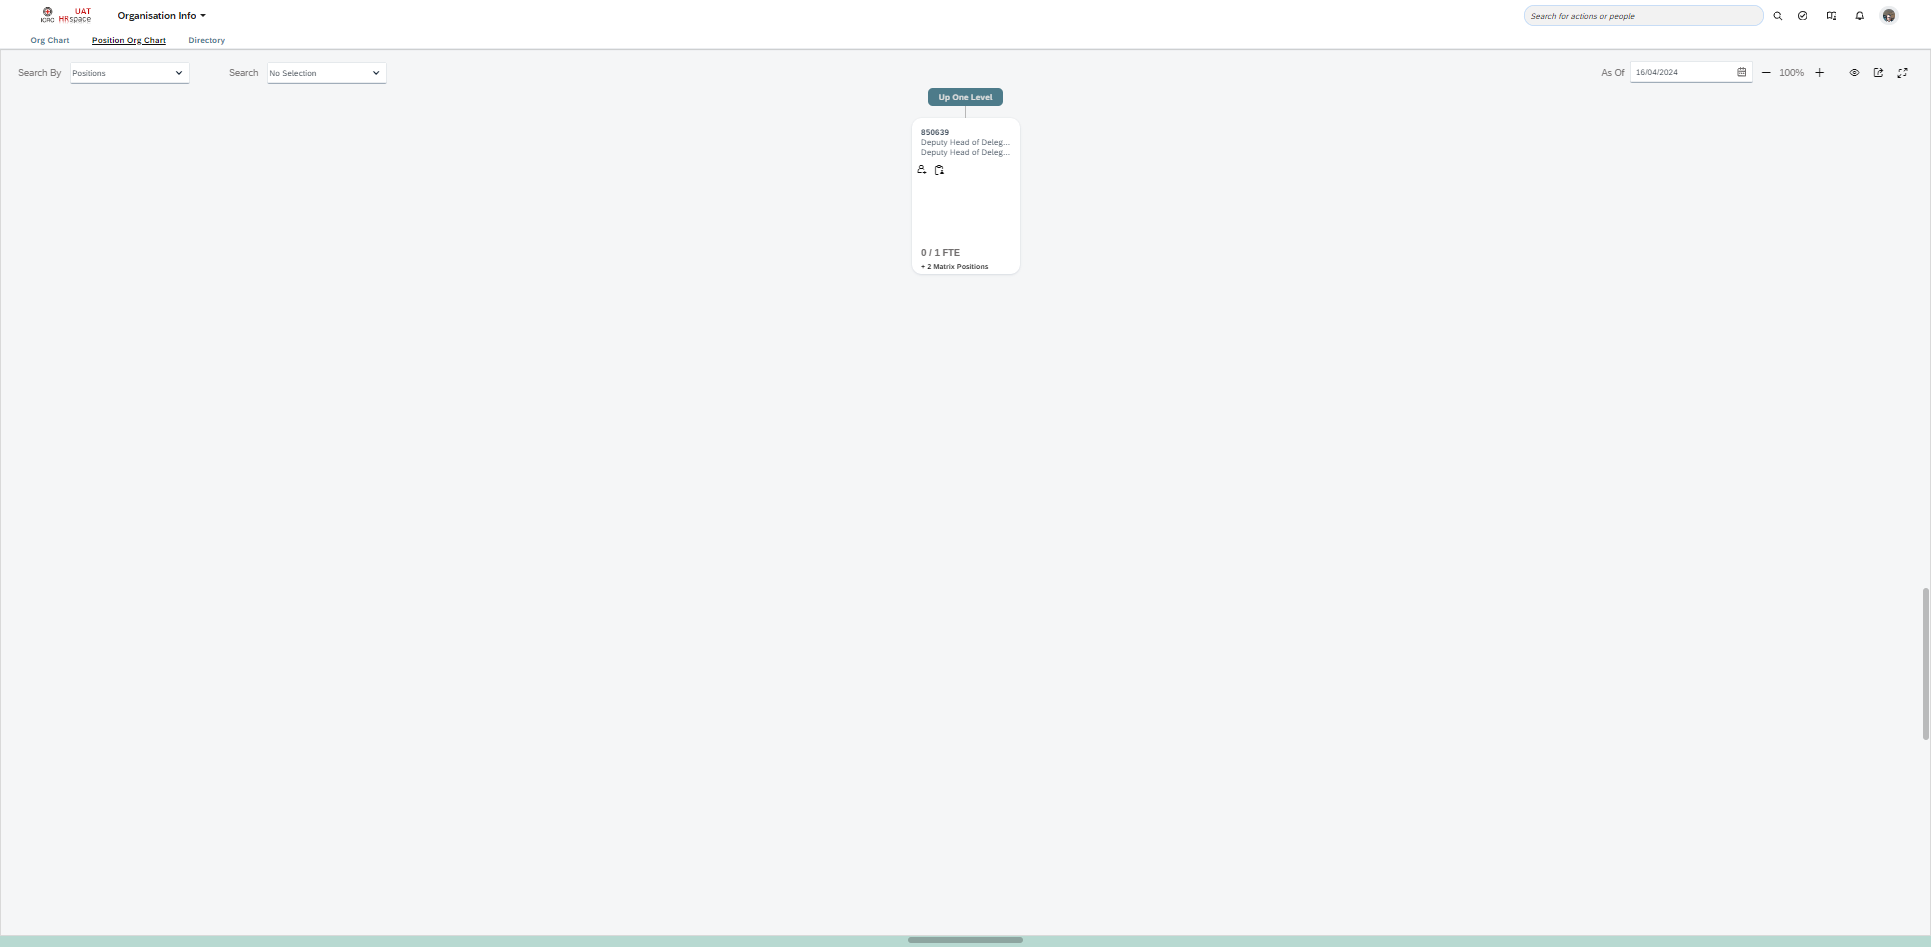 ICRC
UAT
HRspace
Organisation Info
Search for actions or people
Org Chart
Position Org Chart
Directory
Search By
Positions
Search
No Selection
As Of
16/04/2024
100%
Up One Level
850639
Deputy Head of Deleg...
Deputy Head of Deleg...
0 / 1 FTE
+ 2 Matrix Positions